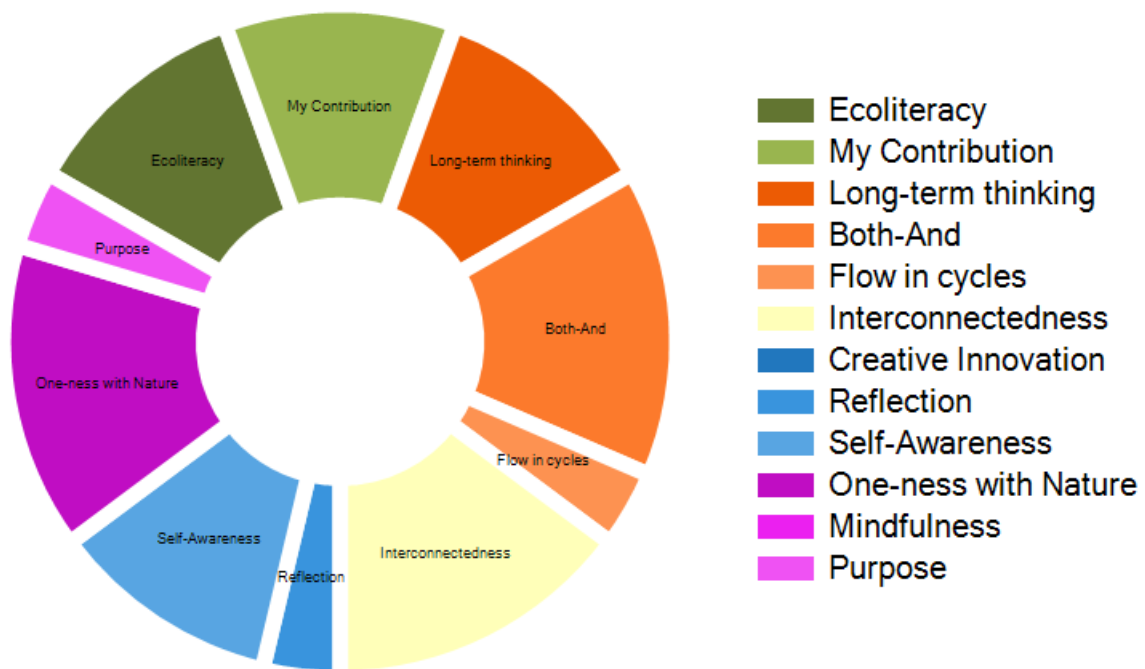 My Contribution
Ecoliteracy
Long-term thinking
Purpose
Both-And
One-ness with Nature
Flow in cycles
Self-Awareness
Interconnectedness
Reflection
Ecoliteracy
My Contribution
Long-term thinking
Both-And
Flow in cycles
Interconnectedness
Creative Innovation
Reflection
Self-Awareness
One-ness with Nature
Mindfulness
Purpose